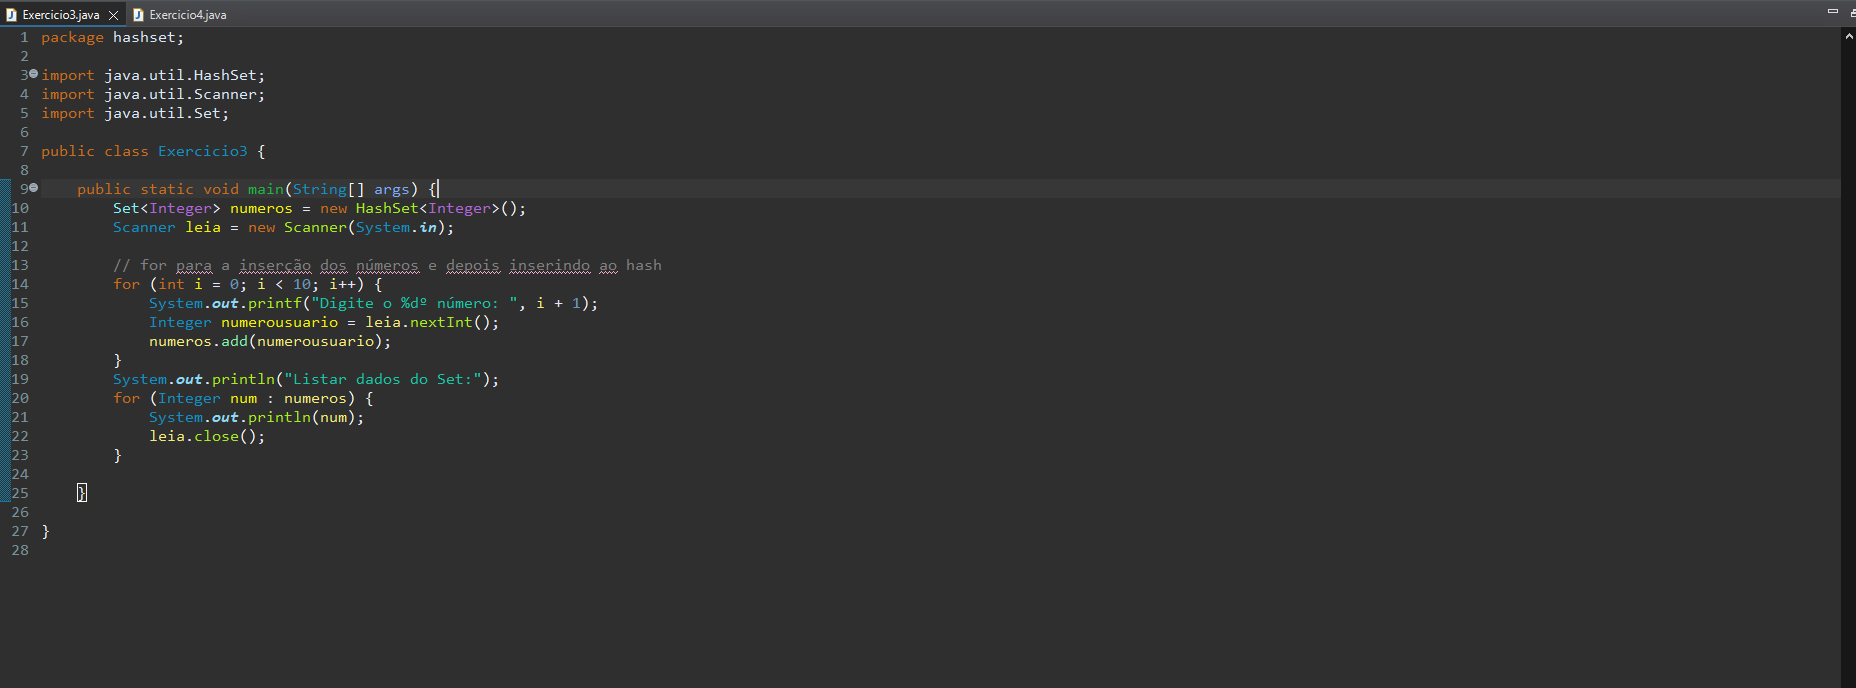 Exercicio3.java Exercicio4.java
1 package hashset;
2
3 import java.util.HashSet;
4 import java.util.Scanner;
5 import java.util.Set;
6
7 public class Exercicio3 {
8
9     public static void main(String[] args) {
10         Set<Integer> numeros = new HashSet<Integer>();
11         Scanner leia = new Scanner(System.in);
12
13         // for para a inserção dos números e depois inserindo ao hash
14         for (int i = 0; i < 10; i++) {
15             System.out.printf("Digite o %dº número: ", i + 1);
16             Integer numerousuario = leia.nextInt();
17             numeros.add(numerousuario);
18         }
19         System.out.println("Listar dados do Set:");
20         for (Integer num : numeros) {
21             System.out.println(num);
22             leia.close();
23         }
24
25     }
26
27 }
28